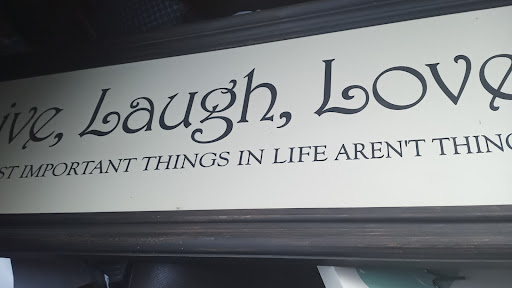 ive, Laugh, Love
ST IMPORTANT THINGS IN LIFE AREN'T THING